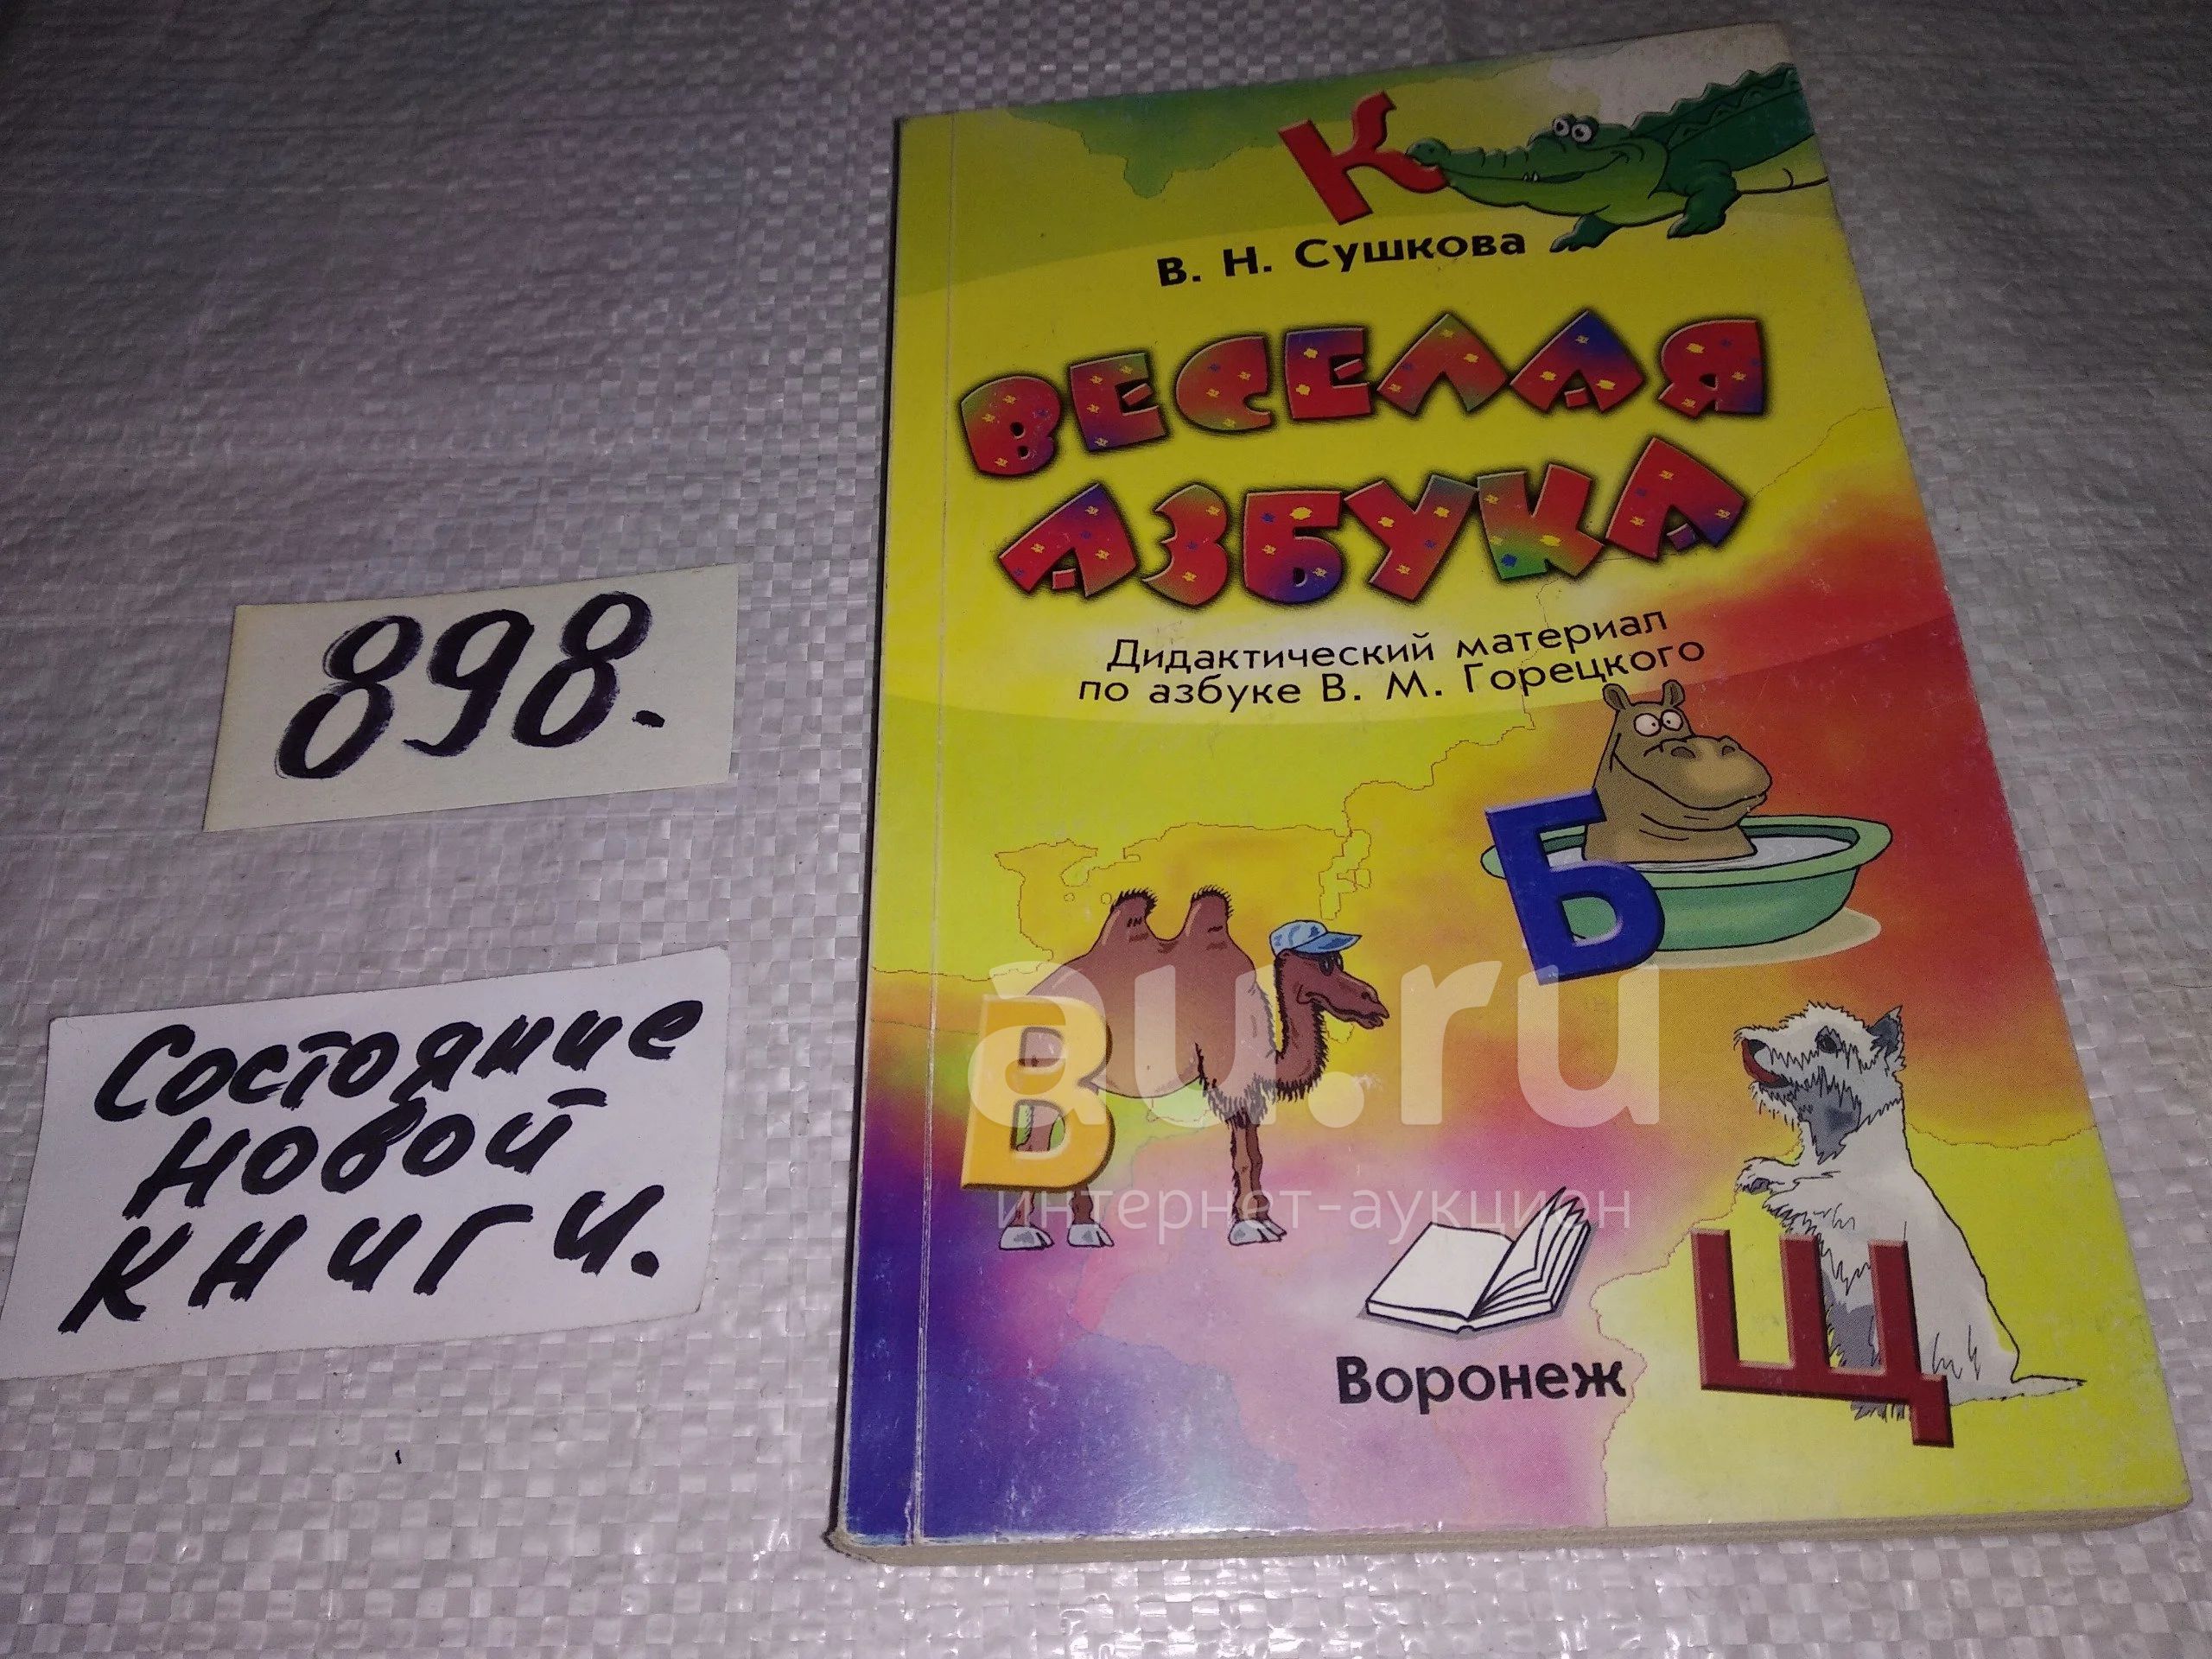 К
В. Н. Сушкова
ВЕСЕЛАЯ
АЗБУКА
Дидактический материал
по азбуке В. М. Горецкого
898.
Б
В
au.ru
интернет-аукцион
Состояние
новой
книги.
Щ
Воронеж